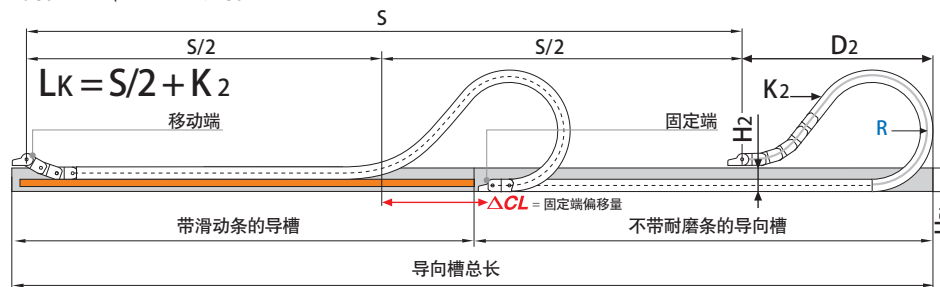 S
S/2
S/2
D2
LK = S/2 + K2
K2
移动端
固定端
H2
R
△CL = 固定端偏移量
带滑动条的导槽
不带耐磨条的导向槽
导向槽总长